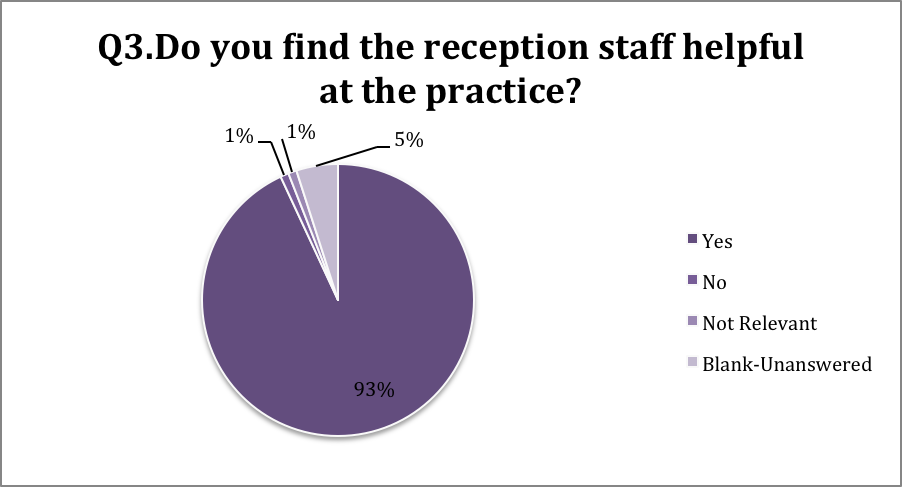 Q3.Do you find the reception staff helpful
at the practice?
1%
1%
5%
93%
Yes
No
Not Relevant
Blank-Unanswered